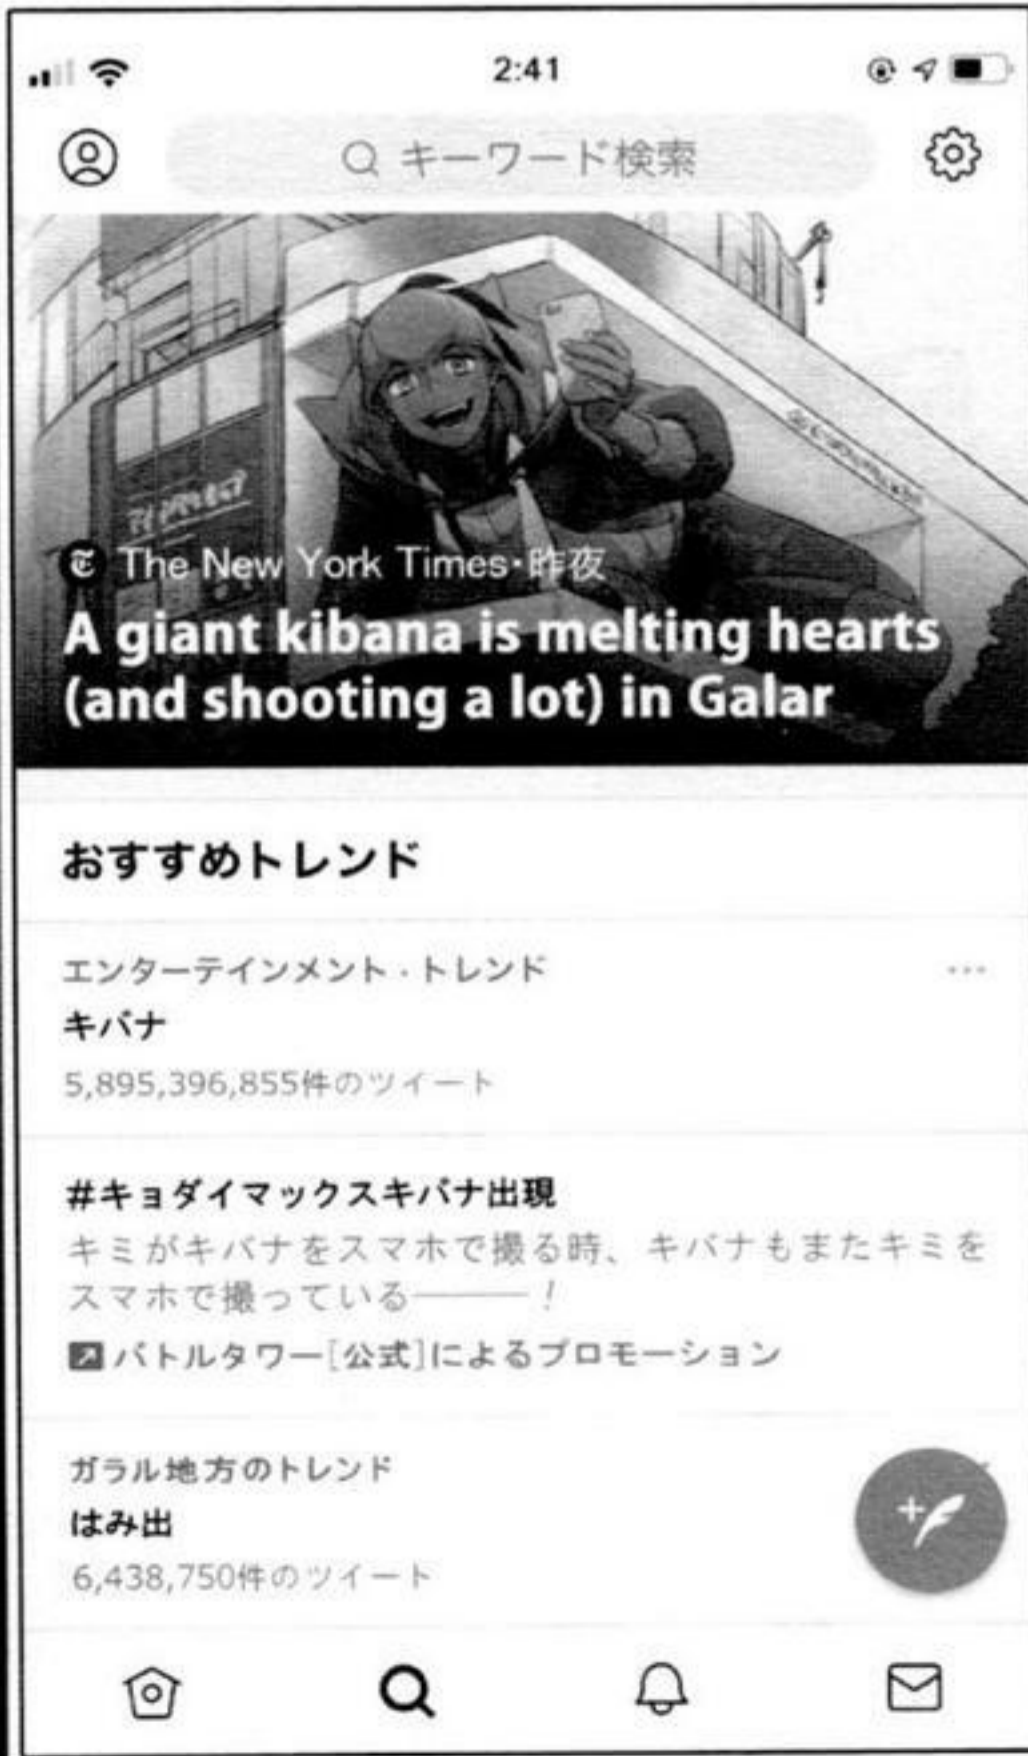 2:41
キーワード検索
The New York Times・昨夜
A giant kibana is melting hearts
(and shooting a lot) in Galar
おすすめトレンド
エンターテインメント・トレンド
キバナ
5,895,396,855件のツイート
#キョダイマックスキバナ出現
キミがキバナをスマホで撮る時、キバナもまたキミを
スマホで撮っている―――！
バトルタワー[公式]によるプロモーション
ガラル地方のトレンド
はみ出
6,438,750件のツイート